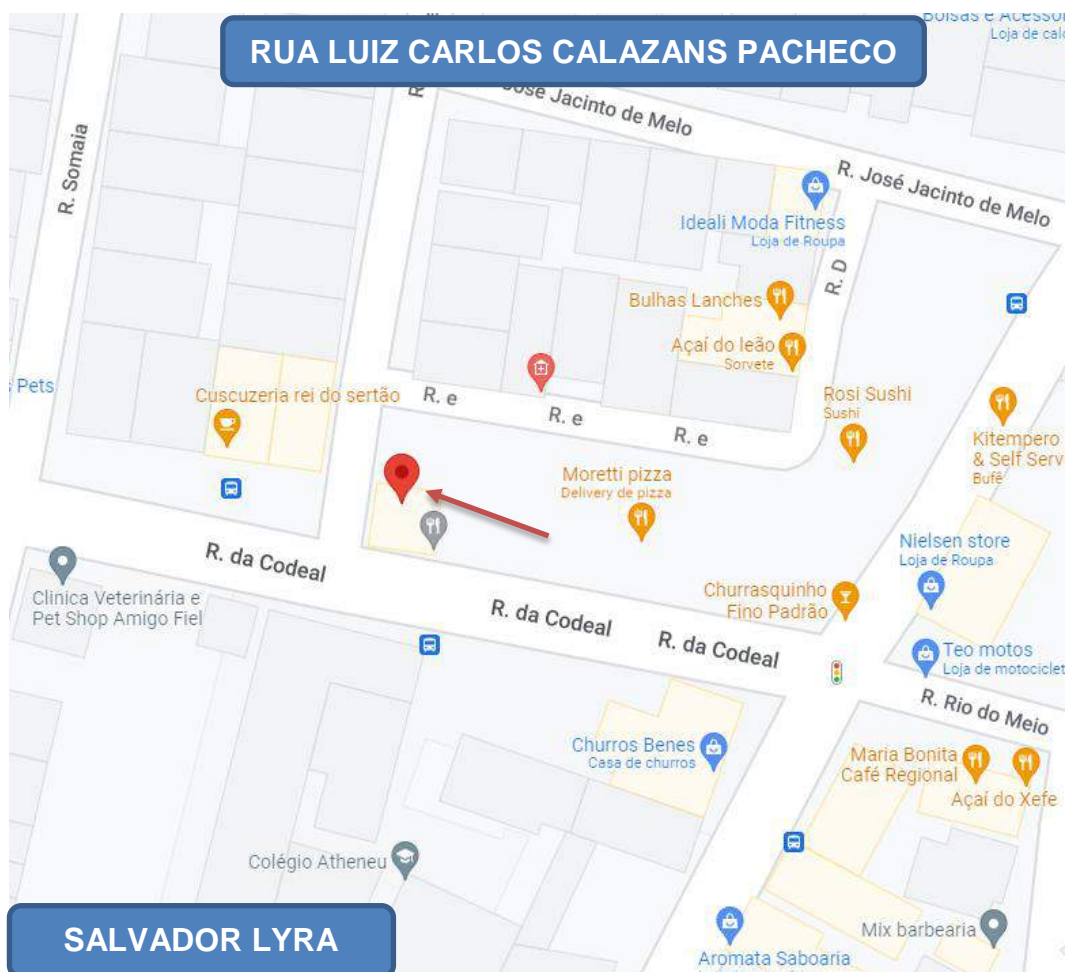 Bolsas e Acessór
Loja de calç
RUA LUIZ CARLOS CALAZANS PACHECO
José Jacinto de Melo
R. Somaia
R. José Jacinto de Melo
Ideali Moda Fitness
Loja de Roupa
R. D
Bulhas Lanches
Açaí do leão
Sorvete
Pets
Cuscuzeria rei do sertão
R. e
R. e
R. e
Rosi Sushi
Sushi
Kitempero
& Self Serv
Bufê
Moretti pizza
Delivery de pizza
R. da Codeal
Nielsen store
Loja de Roupa
Clinica Veterinária e
Pet Shop Amigo Fiel
R. da Codeal
Churrasquinho
Fino Padrão
R. da Codeal
Teo motos
Loja de motociclet
R. Rio do Meio
Churros Benes
Casa de churros
Maria Bonita
Café Regional
Açaí do Xefe
Colégio Atheneu
SALVADOR LYRA
Mix barbearia
Aromata Saboaria